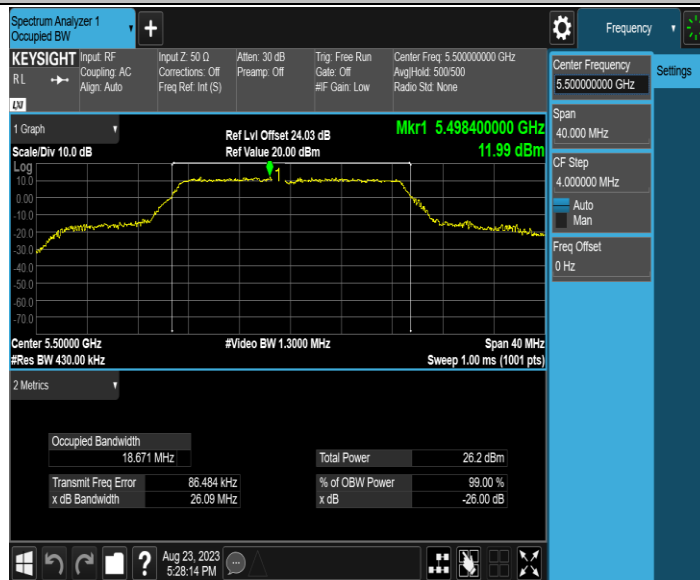 Spectrum Analyzer 1
Occupied BW
+
Frequency
KEYSIGHT
R L
LXI
Input: RF
Coupling: AC
Align: Auto
Input Z: 50 Ω
Corrections: Off
Freq Ref: Int (S)
Atten: 30 dB
Preamp: Off
Trig: Free Run
Gate: Off
#IF Gain: Low
Center Freq: 5.500000000 GHz
Avg|Hold: 500/500
Radio Std: None
Center Frequency
5.500000000 GHz
Settings
Span
40.000 MHz
CF Step
4.000000 MHz
Auto
Man
Freq Offset
0 Hz
1 Graph
Scale/Div 10.0 dB
Ref Lvl Offset 24.03 dB
Ref Value 20.00 dBm
Mkr1 5.498400000 GHz
11.99 dBm
Log
10.0
0.00
-10.0
-20.0
-30.0
-40.0
-50.0
-60.0
-70.0
1
Center 5.50000 GHz
#Video BW 1.3000 MHz
Span 40 MHz
#Res BW 430.00 kHz
Sweep 1.00 ms (1001 pts)
2 Metrics
Occupied Bandwidth
18.671 MHz
Total Power 26.2 dBm
Transmit Freq Error 86.484 kHz
% of OBW Power 99.00 %
x dB Bandwidth 26.09 MHz
x dB -26.00 dB
?
Aug 23, 2023
5:28:14 PM